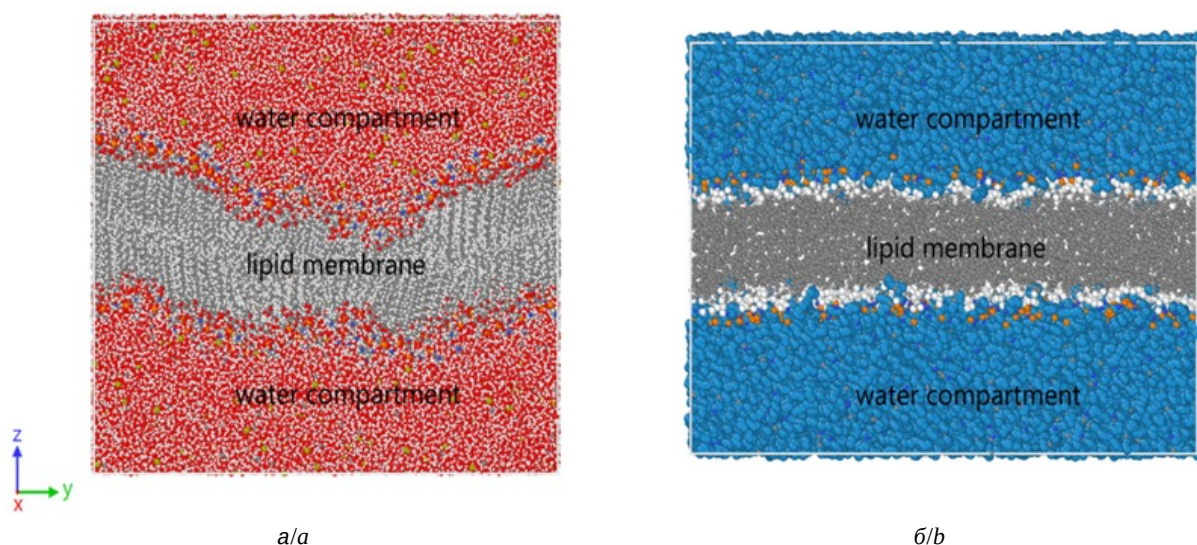 water compartment
lipid membrane
water compartment
z
y
x
а/a
water compartment
lipid membrane
water compartment
б/b